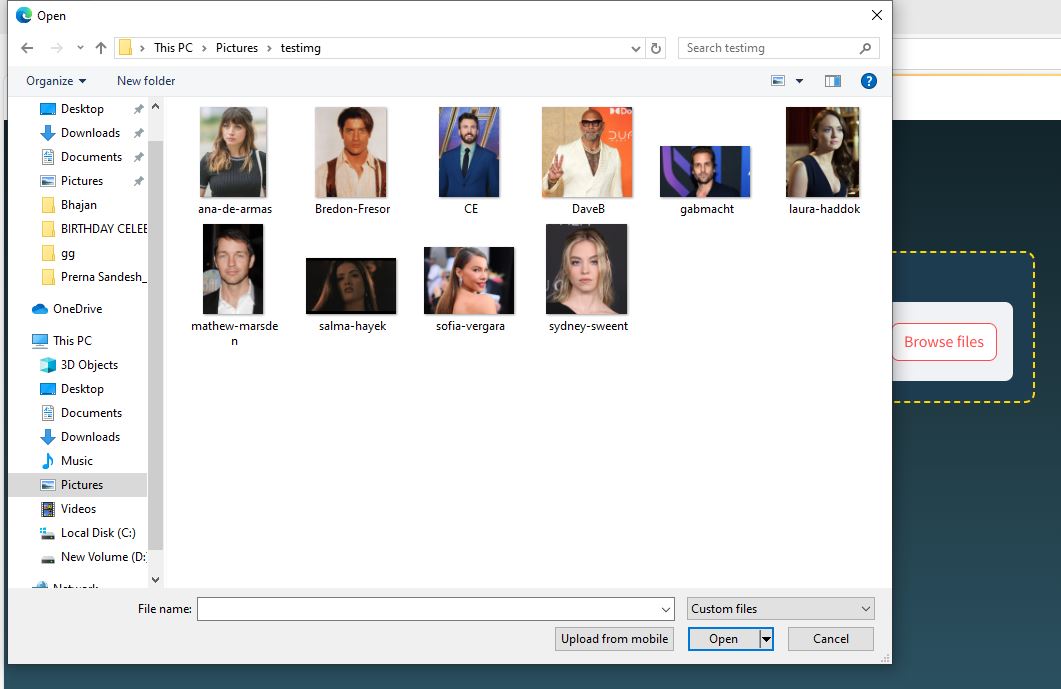 Open
This PC > Pictures > testimg
Search testimg
Organize
New folder
?
Desktop
Downloads
Documents
Pictures
Bhajan
BIRTHDAY CELE
gg
Prerna Sandesh_
OneDrive
This PC
3D Objects
Desktop
Documents
Downloads
Music
Pictures
Videos
Local Disk (C:)
New Volume (D:
Network
ana-de-armas
Bredon-Fresor
CE
DaveB
gabmacht
laura-haddok
mathew-marsde
n
salma-hayek
sofia-vergara
sydney-sweent
Browse files
File name:
Custom files
Upload from mobile
Open
Cancel